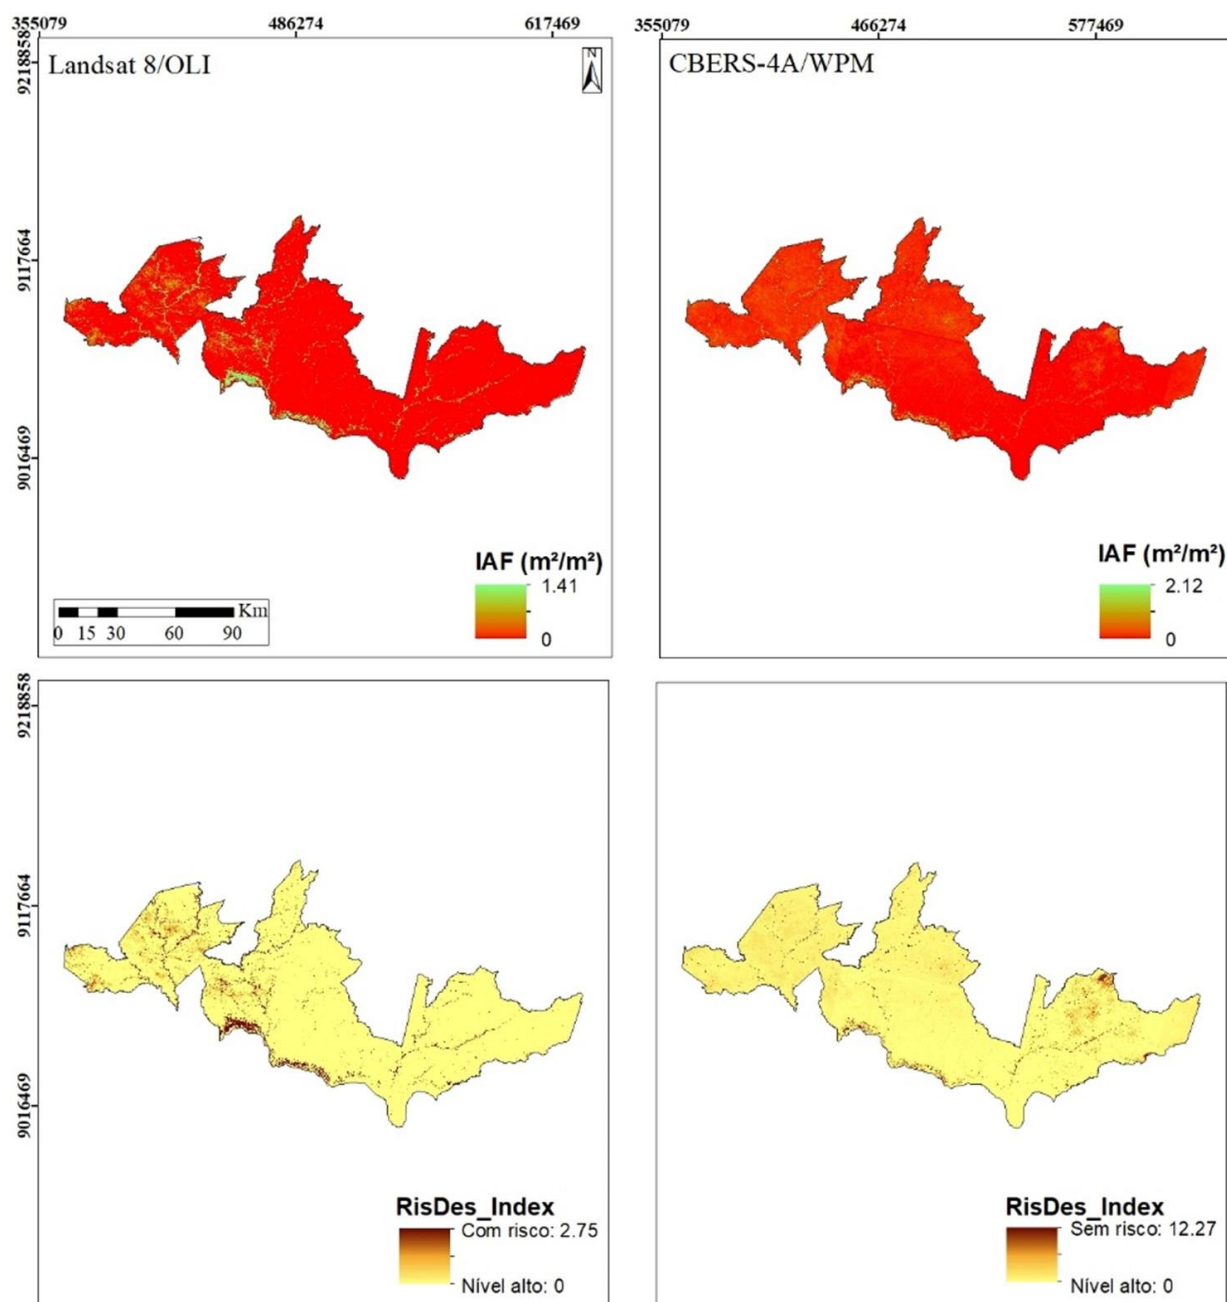 355079 486274 617469
355079 466274 577469
9218858
9117664
9016469
Landsat 8/OLI
N
CBERS-4A/WPM
IAF (m²/m²)
1.41
0
Km
0 15 30 60 90
IAF (m²/m²)
2.12
0
9218858
9117664
9016469
RisDes_Index
Com risco: 2.75
Nível alto: 0
RisDes_Index
Sem risco: 12.27
Nível alto: 0